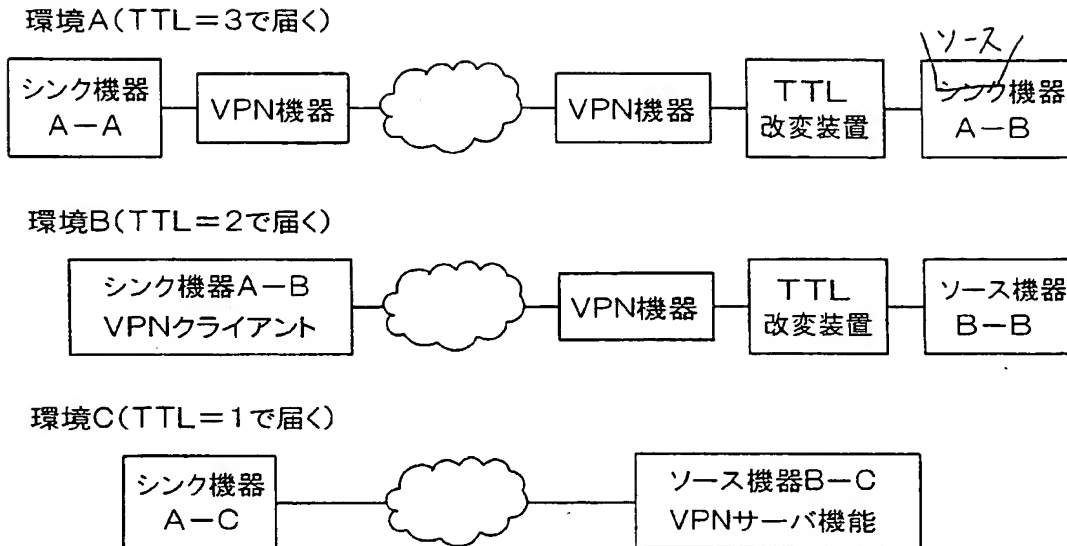 環境A(TTL=3で届く)
ソース
シンク機器
A-A
VPN機器
VPN機器
TTL
改変装置
シンク機器
A-B
環境B(TTL=2で届く)
シンク機器A-B
VPNクライアント
VPN機器
TTL
改変装置
ソース機器
B-B
環境C(TTL=1で届く)
シンク機器
A-C
ソース機器B-C
VPNサーバ機能